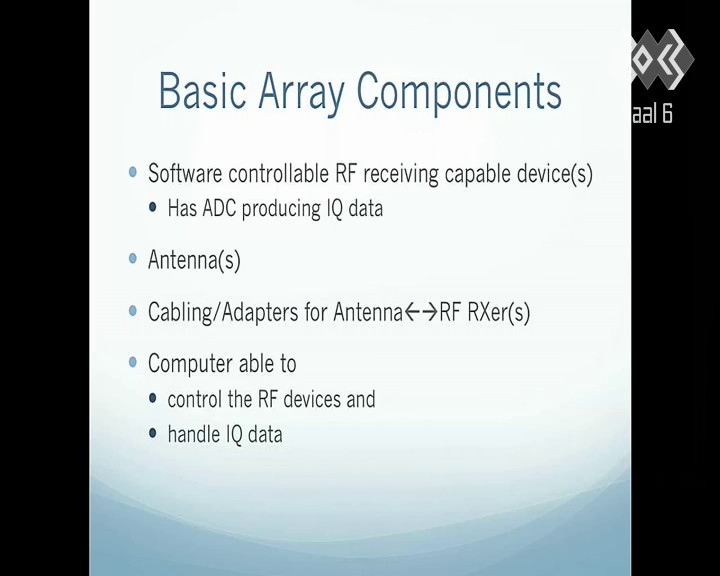 Basic Array Components
Software controllable RF receiving capable device(s)
Has ADC producing IQ data
Antenna(s)
Cabling/Adapters for Antenna←→RF RXer(s)
Computer able to
control the RF devices and
handle IQ data
aal 6